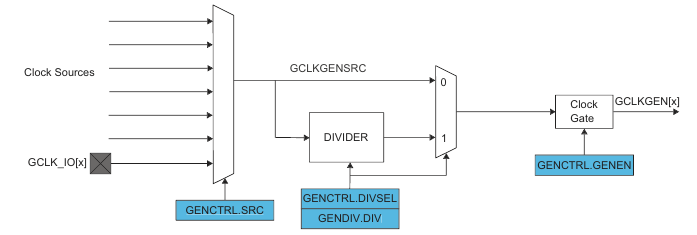 GCLKGENSRC
0
Clock Sources
Clock
Gate
GCLKGEN[x]
DIVIDER
1
GCLK_IO[x]
GENCTRL.GENEN
GENCTRL.SRC
GENCTRL.DIVSEL
GENDIV.DIV